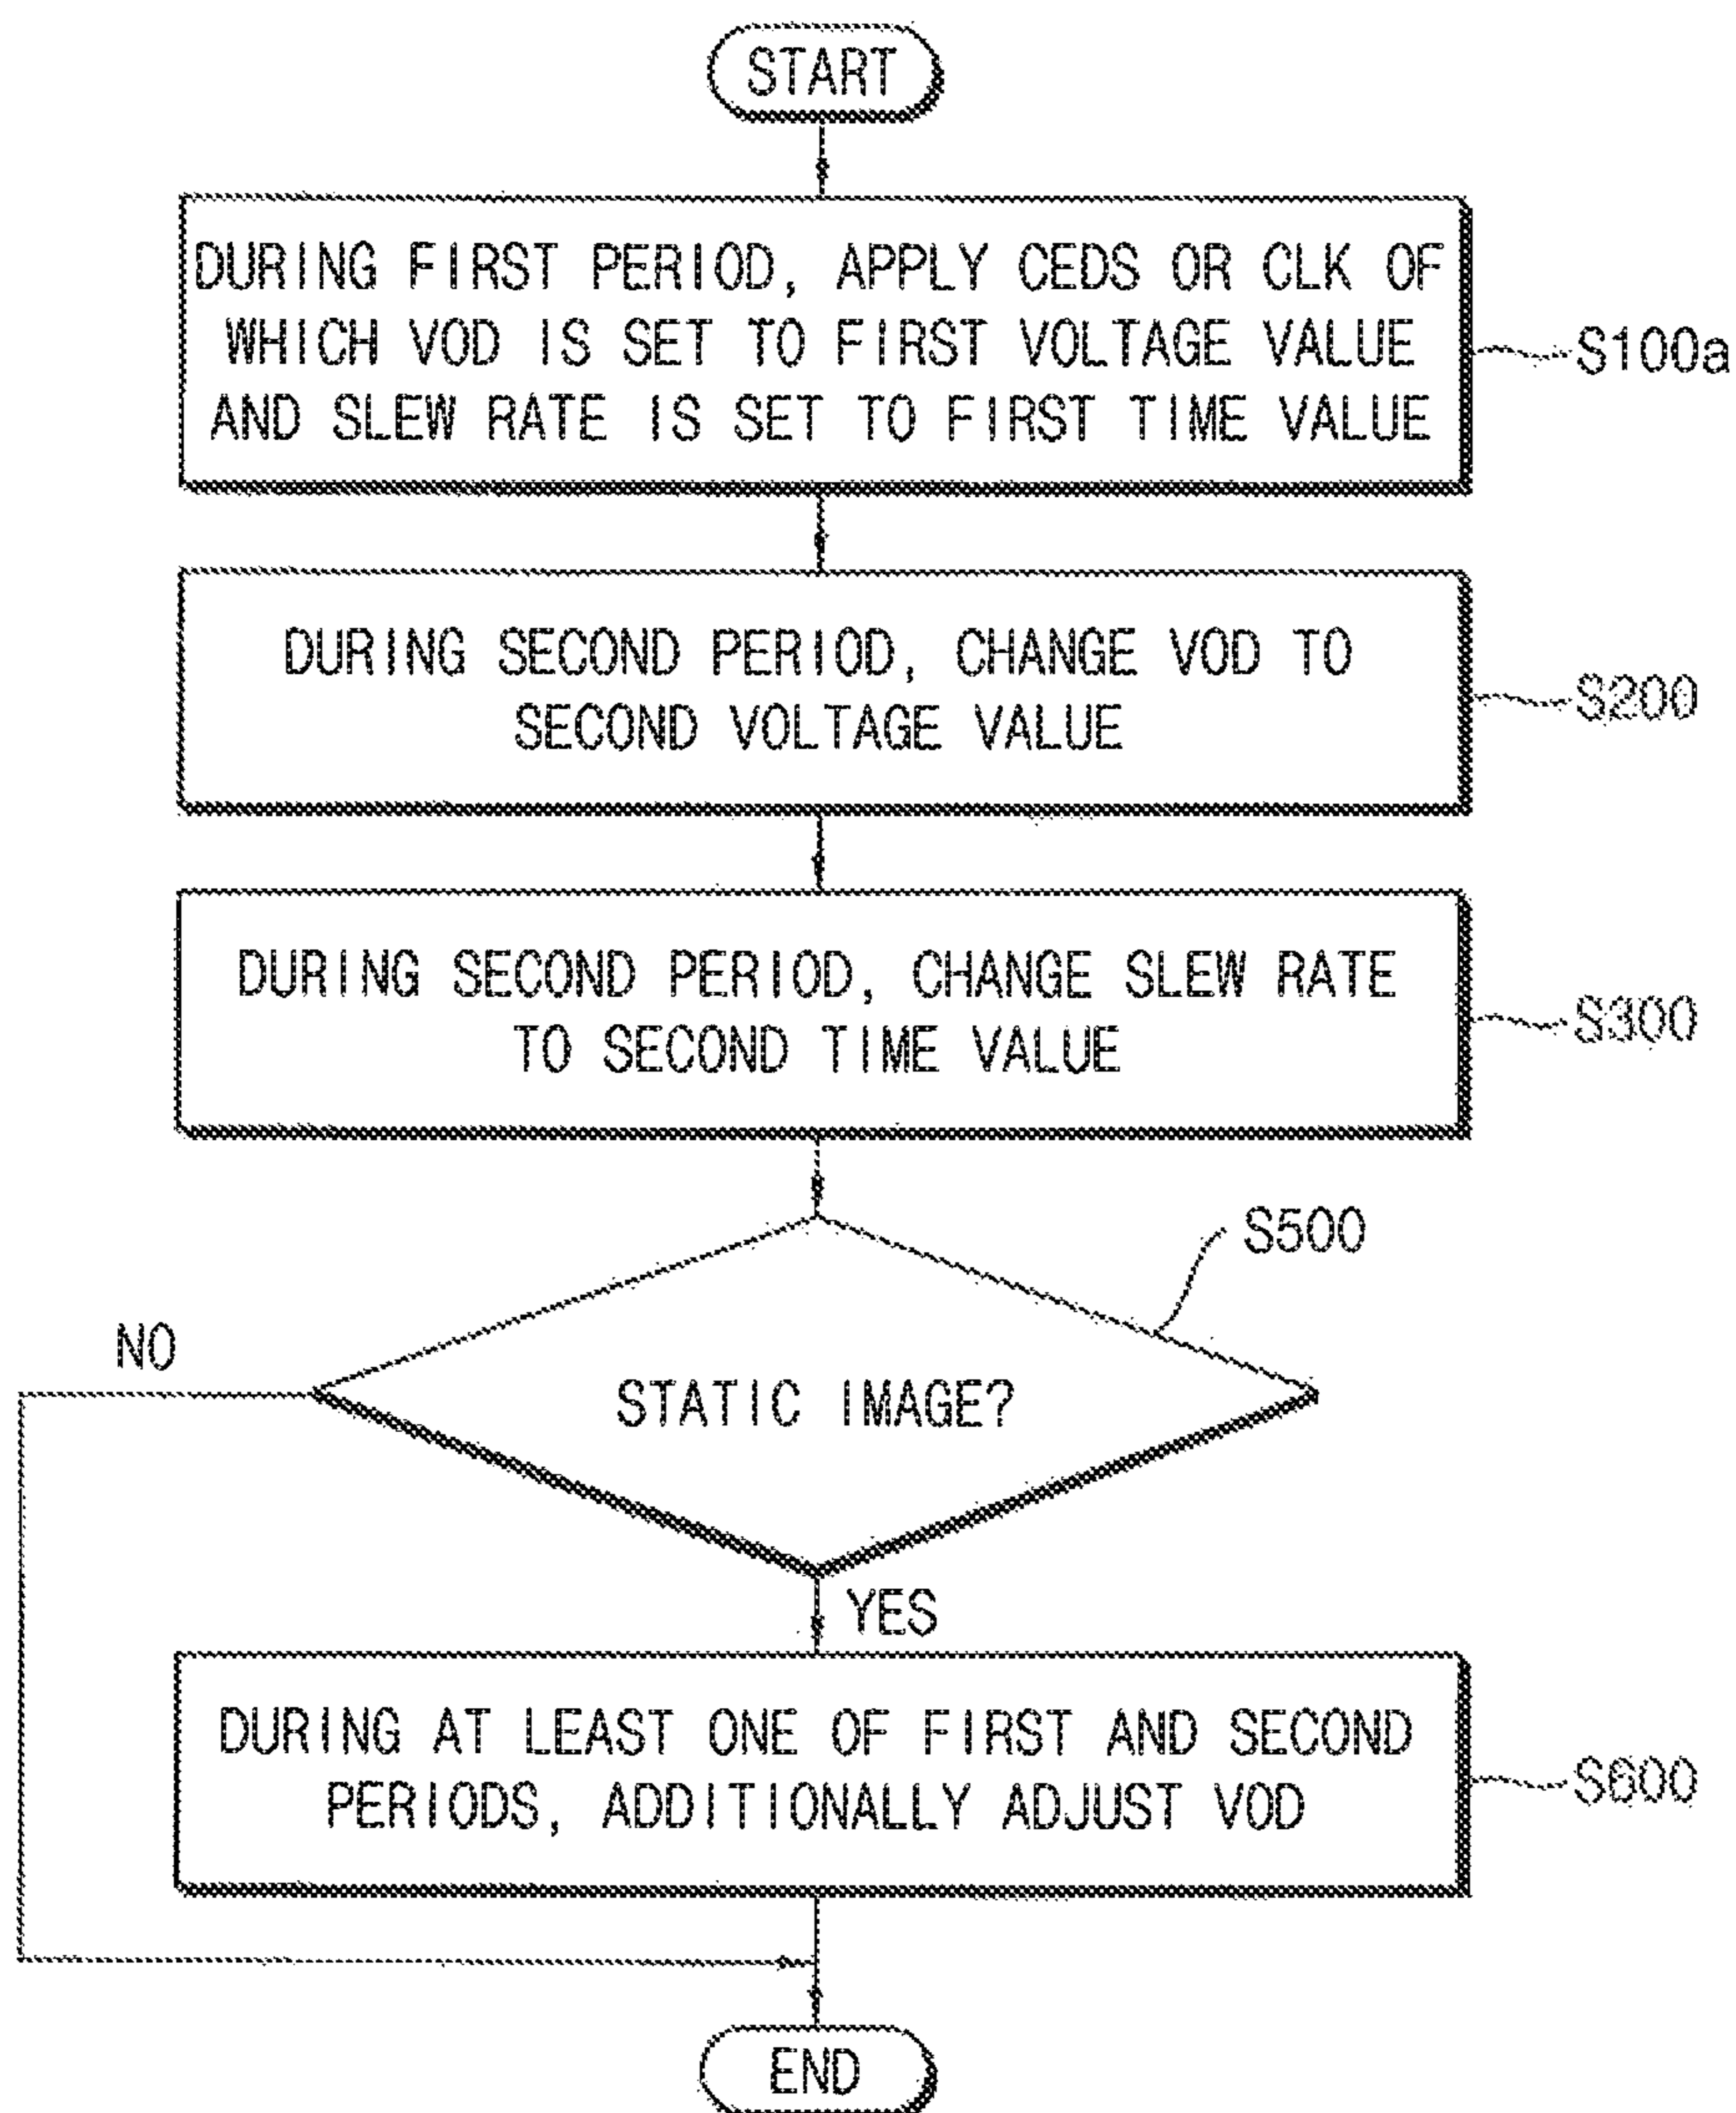 START
DURING FIRST PERIOD, APPLY CEDS OR CLK OF
WHICH VOD IS SET TO FIRST VOLTAGE VALUE
AND SLEW RATE IS SET TO FIRST TIME VALUE
S100a
DURING SECOND PERIOD, CHANGE VOD TO
SECOND VOLTAGE VALUE
S200
DURING SECOND PERIOD, CHANGE SLEW RATE
TO SECOND TIME VALUE
S300
S500
NO
STATIC IMAGE?
YES
DURING AT LEAST ONE OF FIRST AND SECOND
PERIODS, ADDITIONALLY ADJUST VOD
S600
END